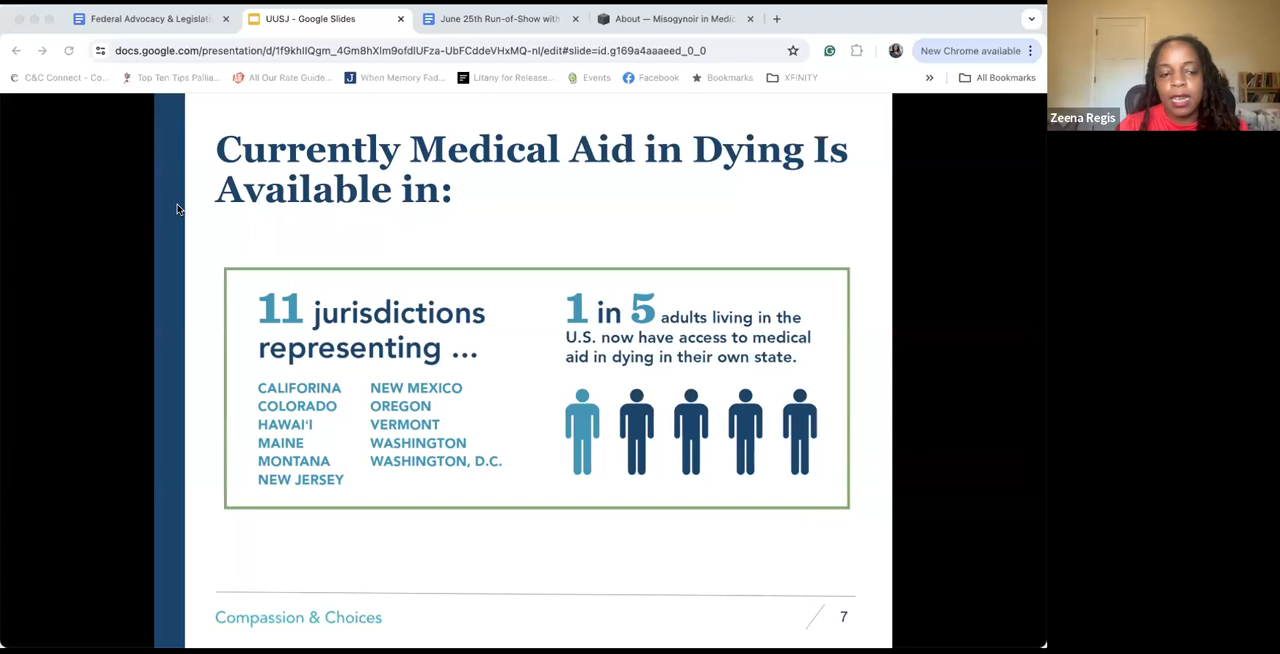 Federal Advocacy & Legislati
UUSJ - Google Slides
June 25th Run-of-Show with
About — Misogynoir in Medic
docs.google.com/presentation/d/1f9khIIQgm_4Gm8hXIm9ofdIUFza-UbFCddeVHxMQ-nI/edit#slide=id.g169a4aaaeed_0_0
New Chrome available
C&C Connect - Co...
Top Ten Tips Pallia...
All Our Rate Guide...
When Memory Fad...
Litany for Release...
Events
Facebook
Bookmarks
XFINITY
»
All Bookmarks
Zeena Regis
Currently Medical Aid in Dying Is
Available in:
11 jurisdictions
representing ...
CALIFORINA
COLORADO
HAWAI'I
MAINE
MONTANA
NEW JERSEY
NEW MEXICO
OREGON
VERMONT
WASHINGTON
WASHINGTON, D.C.
1 in 5 adults living in the
U.S. now have access to medical
aid in dying in their own state.
Compassion & Choices
7